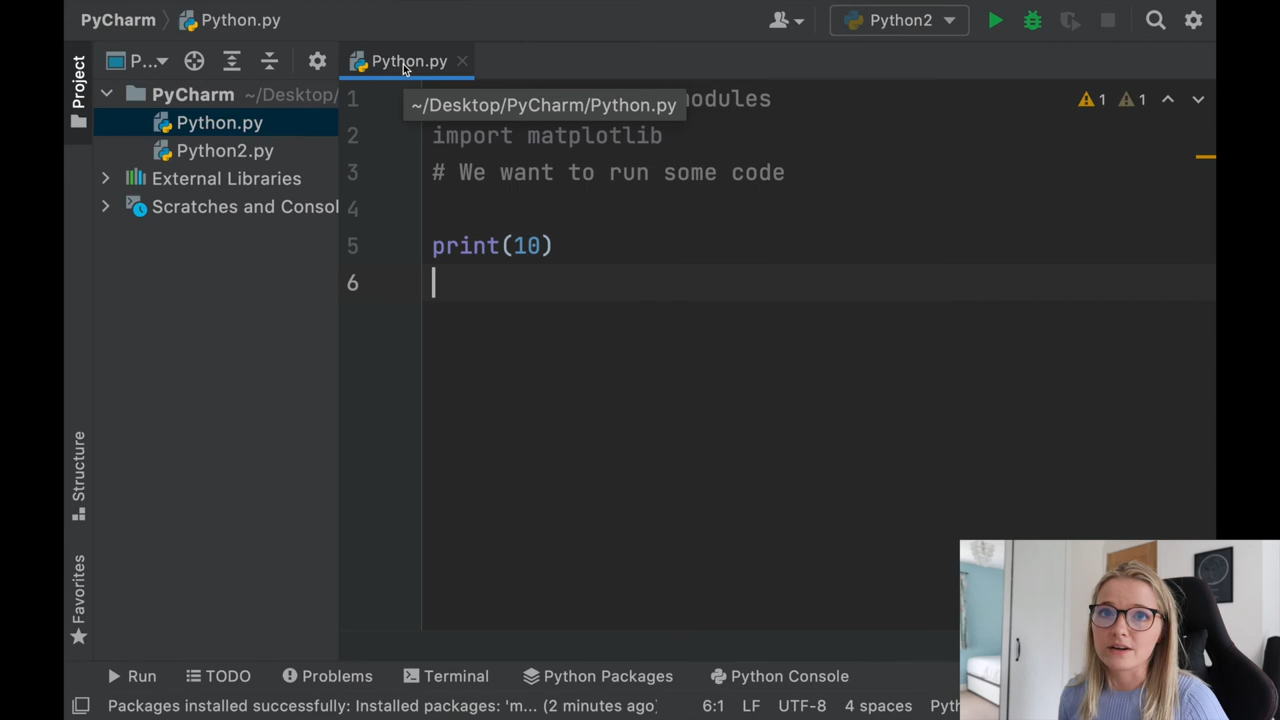 PyCharm
Python.py
Python2
P...
Python.py
Project
PyCharm ~/Desktop/
Python.py
Python2.py
External Libraries
Scratches and Consol
Structure
Favorites
~/Desktop/PyCharm/Python.py
1
2 import matplotlib
3 # We want to run some code
4
5 print(10)
6
1 1
Run
TODO
Problems
Terminal
Python Packages
Python Console
Packages installed successfully: Installed packages: 'm... (2 minutes ago)
6:1
LF
UTF-8
4 spaces